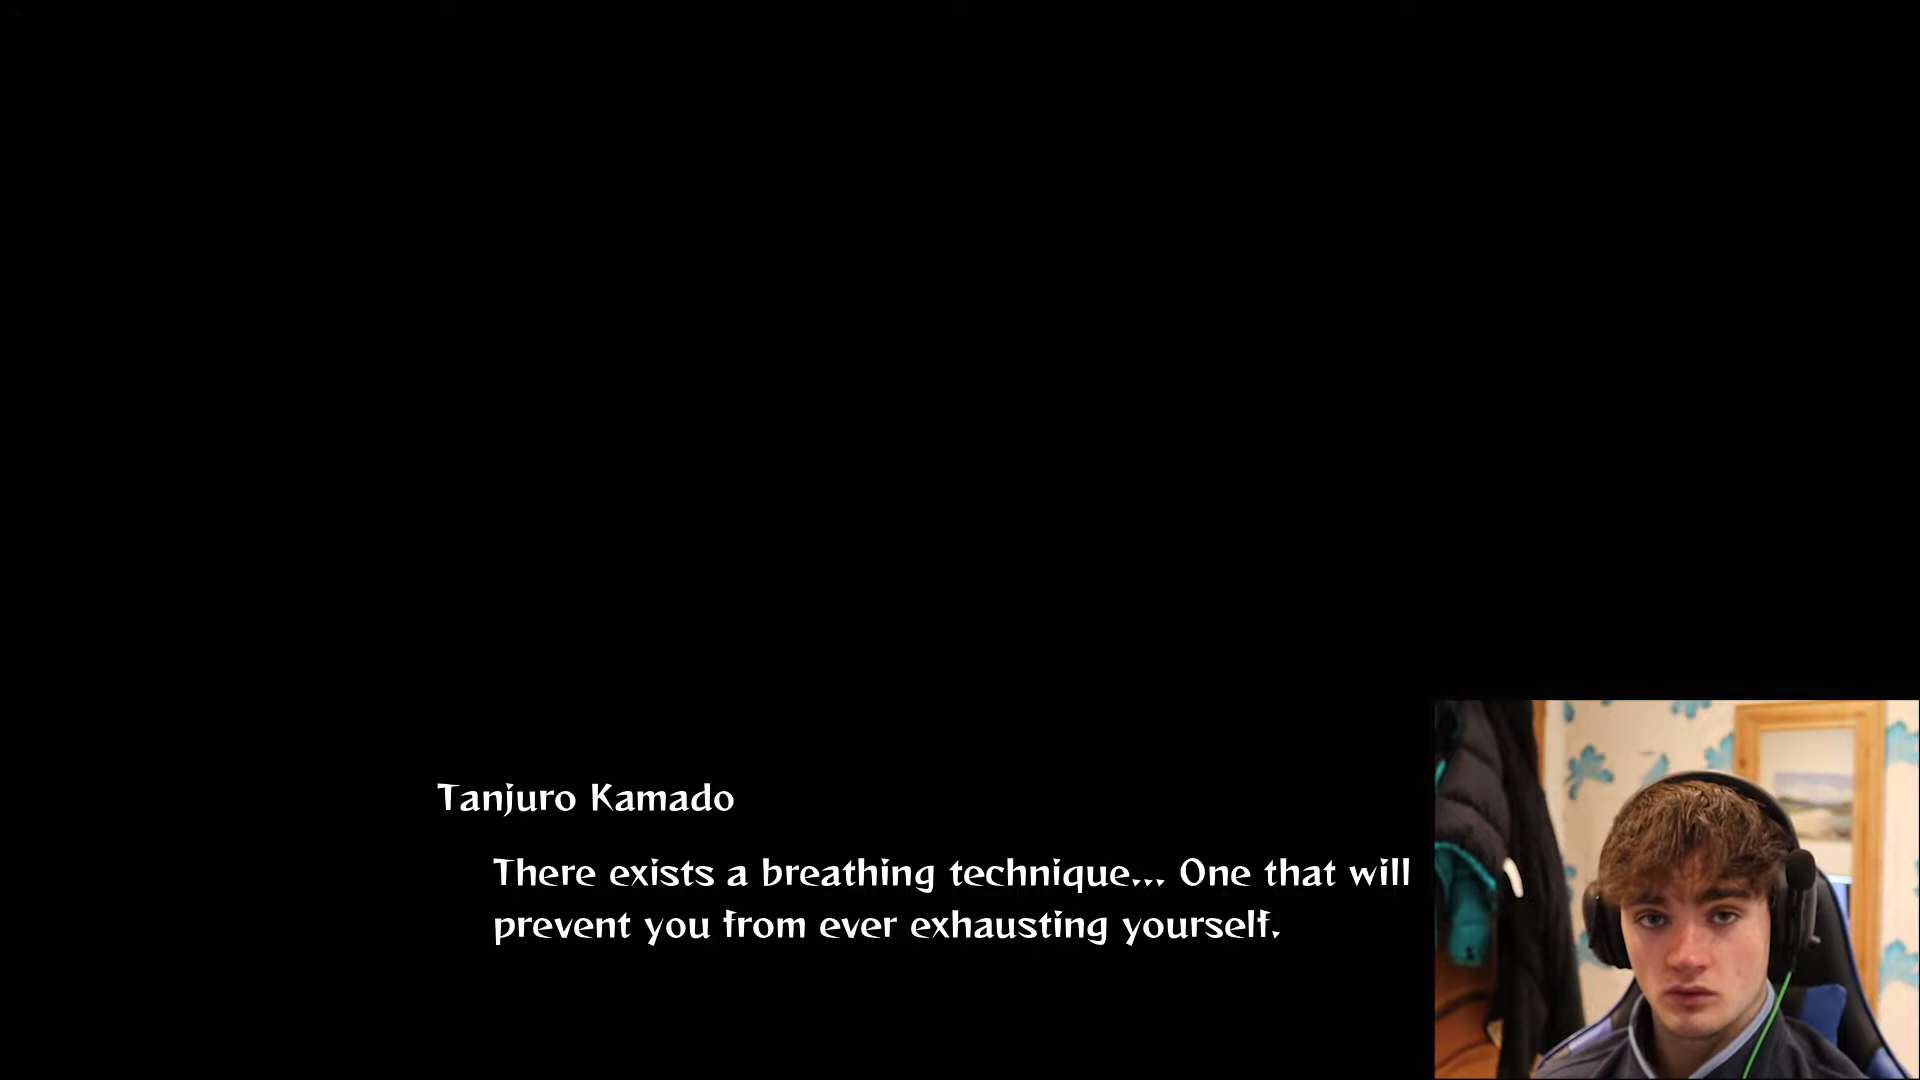 Tanjuro Kamado
There exists a breathing technique... One that will
prevent you from ever exhausting yourself.